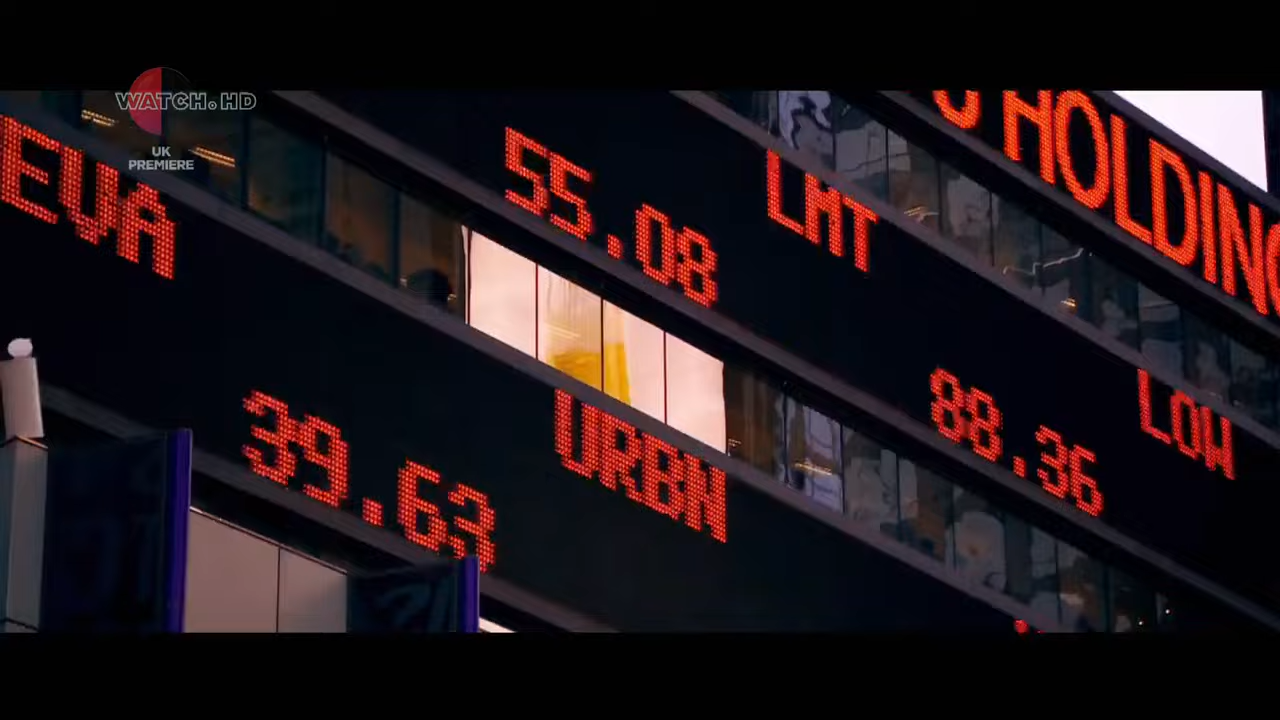 WATCH.HD
UK
PREMIERE
HOLDING
EVA 55.08 LMT
39.63 URBN 88.36 LOW